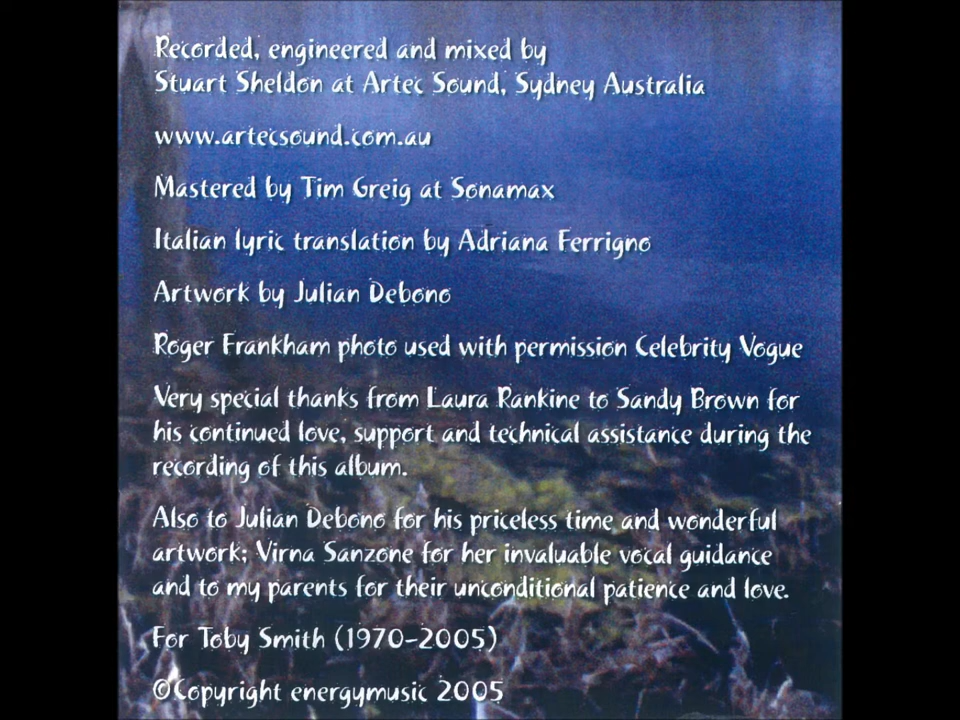 Recorded, engineered and mixed by
Stuart Sheldon at Artec Sound, Sydney Australia
www.artecsound.com.au
Mastered by Tim Greig at Sonamax
Italian lyric translation by Adriana Ferrigno
Artwork by Julian Debono
Roger Frankham photo used with permission Celebrity Vogue
Very special thanks from Laura Rankine to Sandy Brown for
his continued love, support and technical assistance during the
recording of this album.
Also to Julian Debono for his priceless time and wonderful
artwork; Virna Sanzone for her invaluable vocal guidance
and to my parents for their unconditional patience and love.
For Toby Smith (1970-2005)
©Copyright energymusic 2005